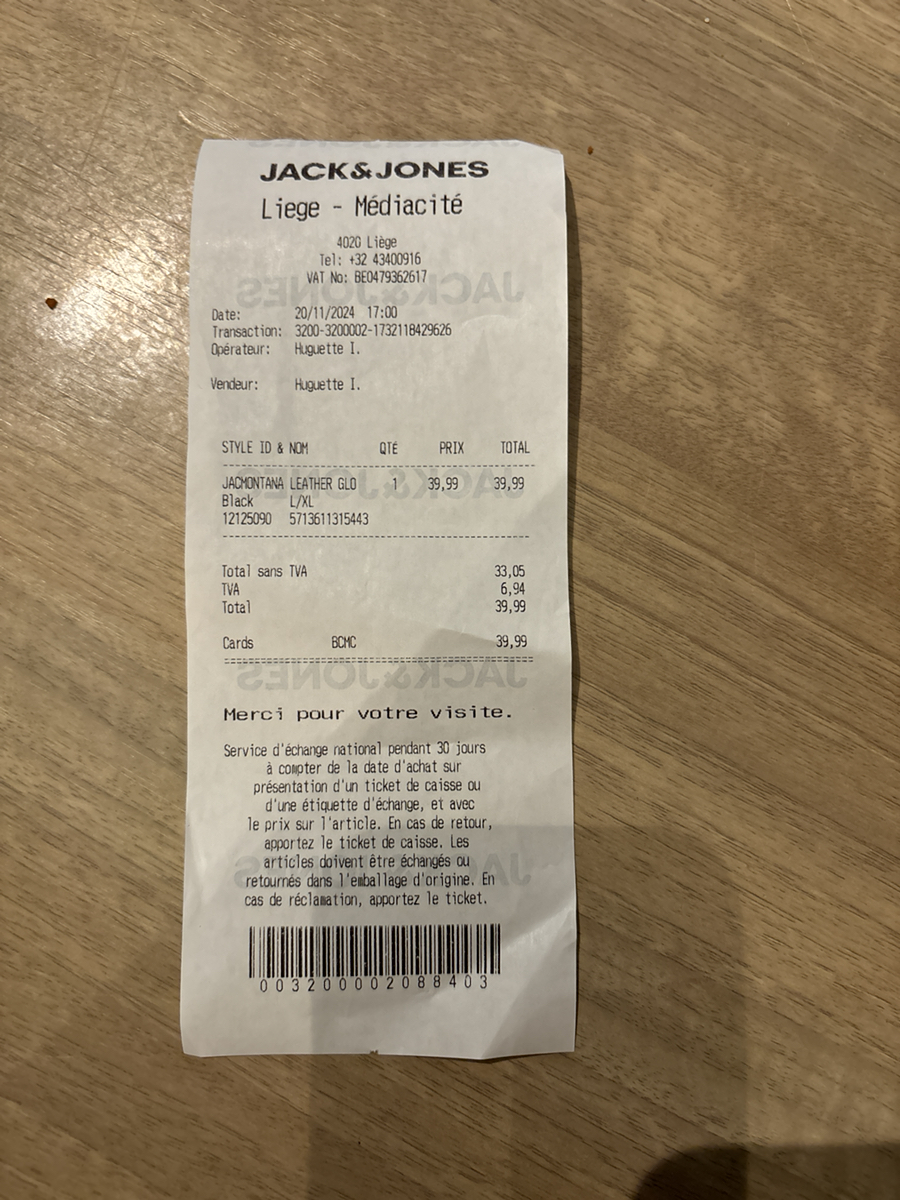 JACK&JONES
Liege - Médiacité
4020 Liège
Tel: +32 43400916
VAT No: BE0479362617
Date: 20/11/2024 17:00
Transaction: 3200-3200002-1732118429626
Opérateur: Huguette I.
Vendeur: Huguette I.
STYLE ID & NOM QTÉ PRIX TOTAL
JACMONTANA LEATHER GLO 1 39,99 39,99
Black L/XL
12125090 5713611315443
Total sans TVA 33,05
TVA 6,94
Total 39,99
Cards BCMC 39,99
Merci pour votre visite.
Service d'échange national pendant 30 jours
à compter de la date d'achat sur
présentation d'un ticket de caisse ou
d'une étiquette d'échange, et avec
le prix sur l'article. En cas de retour,
apportez le ticket de caisse. Les
articles doivent être échangés ou
retournés dans l'emballage d'origine. En
cas de réclamation, apportez le ticket.
003200002088403